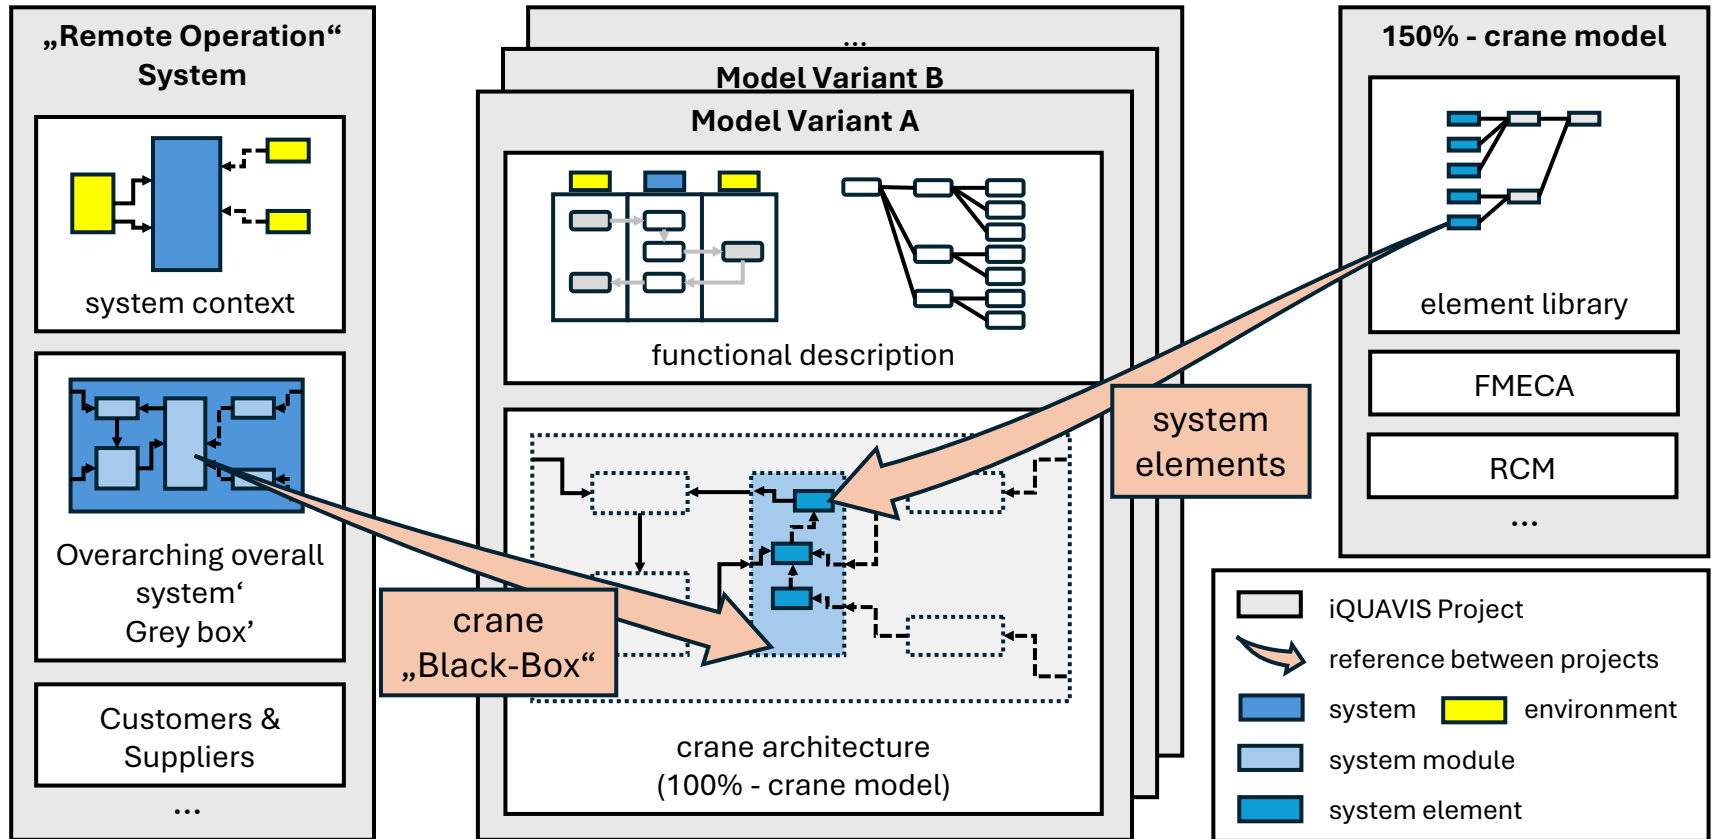 „Remote Operation“
System
system context
Overarching overall
system‘
Grey box’
Customers &
Suppliers
...
...
Model Variant B
Model Variant A
functional description
crane
„Black-Box“
system
elements
crane architecture
(100% - crane model)
150% - crane model
element library
FMECA
RCM
...
iQUAVIS Project
reference between projects
system
environment
system module
system element